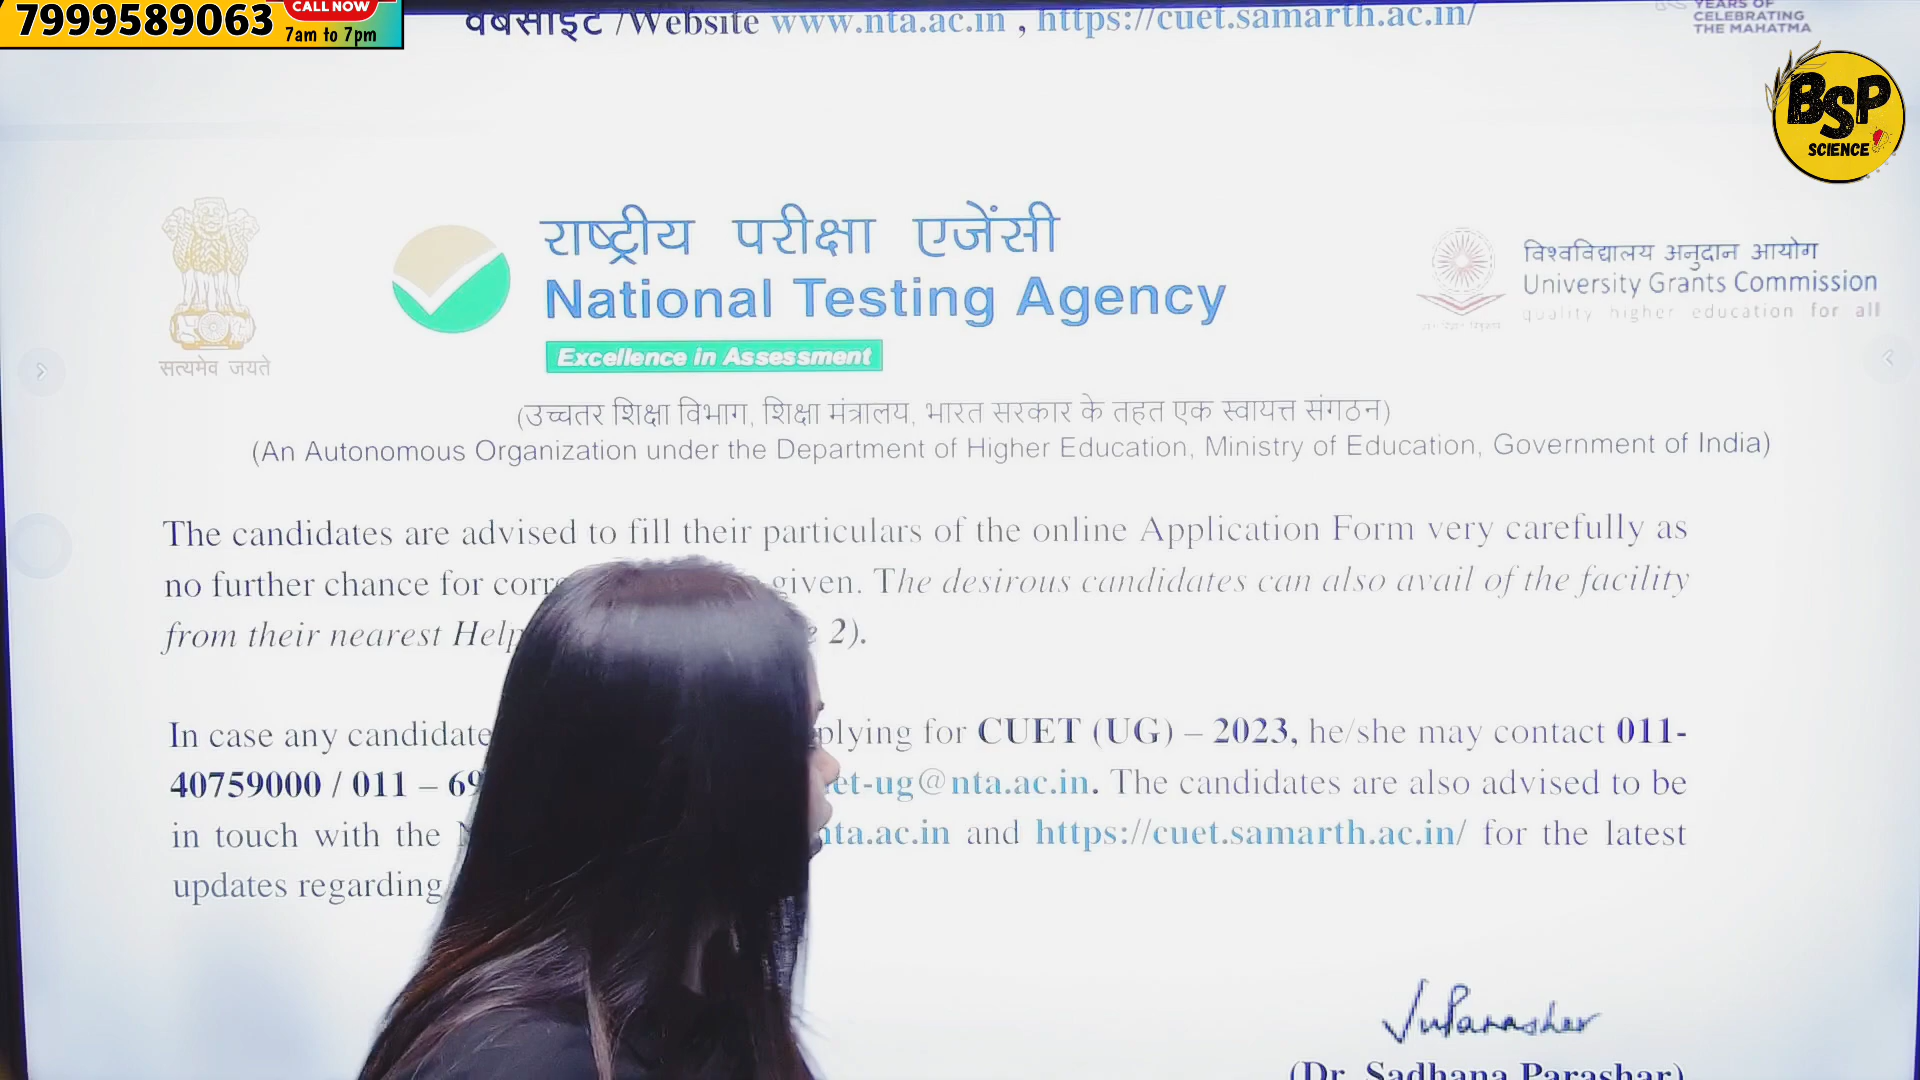 7999589063
CALL NOW
7am to 7pm
वेबसाइट /Website www.nta.ac.in , https://cuet.samarth.ac.in/
YEARS OF
CELEBRATING
THE MAHATMA
BSP
SCIENCE
सत्यमेव जयते
राष्ट्रीय परीक्षा एजेंसी
National Testing Agency
Excellence in Assessment
विश्वविद्यालय अनुदान आयोग
University Grants Commission
quality higher education for all
(उच्चतर शिक्षा विभाग, शिक्षा मंत्रालय, भारत सरकार के तहत एक स्वायत्त संगठन)
(An Autonomous Organization under the Department of Higher Education, Ministry of Education, Government of India)
The candidates are advised to fill their particulars of the online Application Form very carefully as
no further chance for given. The desirous candidates can also avail of the facility
from their nearest 2).
In case any candidate for CUET (UG) – 2023, he/she may contact 011-
40759000 / 011 – et-ug@nta.ac.in. The candidates are also advised to be
in touch with the nta.ac.in and https://cuet.samarth.ac.in/ for the latest
updates regarding
(Dr. Sadhana Parashar)